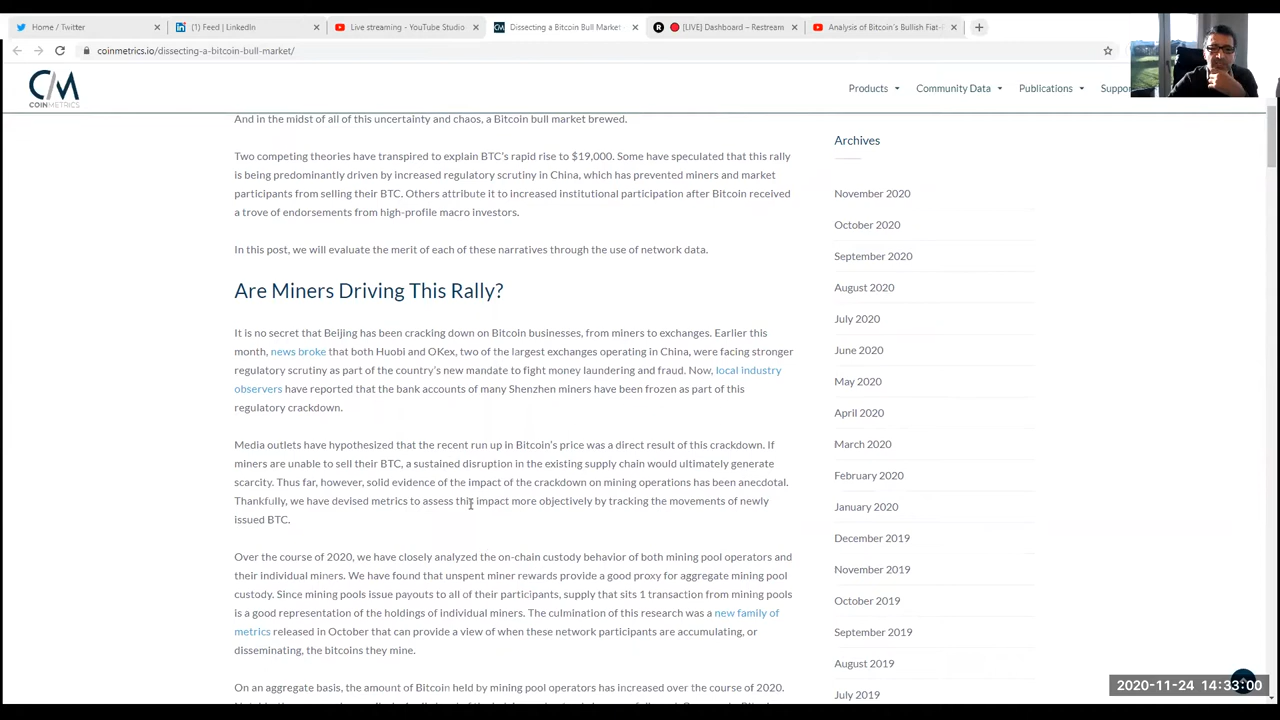 Home / Twitter
(1) Feed | LinkedIn
Live streaming - YouTube Studio
Dissecting a Bitcoin Bull Market
[LIVE] Dashboard – Restream
Analysis of Bitcoin's Bullish Fiat-
coinmetrics.io/dissecting-a-bitcoin-bull-market/
CM
COINMETRICS
Products
Community Data
Publications
And in the midst of all of this uncertainty and chaos, a Bitcoin bull market brewed.
Two competing theories have transpired to explain BTC's rapid rise to $19,000. Some have speculated that this rally
is being predominantly driven by increased regulatory scrutiny in China, which has prevented miners and market
participants from selling their BTC. Others attribute it to increased institutional participation after Bitcoin received
a trove of endorsements from high-profile macro investors.
In this post, we will evaluate the merit of each of these narratives through the use of network data.
Are Miners Driving This Rally?
It is no secret that Beijing has been cracking down on Bitcoin businesses, from miners to exchanges. Earlier this
month, news broke that both Huobi and OKex, two of the largest exchanges operating in China, were facing stronger
regulatory scrutiny as part of the country's new mandate to fight money laundering and fraud. Now, local industry
observers have reported that the bank accounts of many Shenzhen miners have been frozen as part of this
regulatory crackdown.
Media outlets have hypothesized that the recent run up in Bitcoin's price was a direct result of this crackdown. If
miners are unable to sell their BTC, a sustained disruption in the existing supply chain would ultimately generate
scarcity. Thus far, however, solid evidence of the impact of the crackdown on mining operations has been anecdotal.
Thankfully, we have devised metrics to assess this impact more objectively by tracking the movements of newly
issued BTC.
Over the course of 2020, we have closely analyzed the on-chain custody behavior of both mining pool operators and
their individual miners. We have found that unspent miner rewards provide a good proxy for aggregate mining pool
custody. Since mining pools issue payouts to all of their participants, supply that sits 1 transaction from mining pools
is a good representation of the holdings of individual miners. The culmination of this research was a new family of
metrics released in October that can provide a view of when these network participants are accumulating, or
disseminating, the bitcoins they mine.
On an aggregate basis, the amount of Bitcoin held by mining pool operators has increased over the course of 2020.
Archives
November 2020
October 2020
September 2020
August 2020
July 2020
June 2020
May 2020
April 2020
March 2020
February 2020
January 2020
December 2019
November 2019
October 2019
September 2019
August 2019
July 2019
2020-11-24 14:33:00